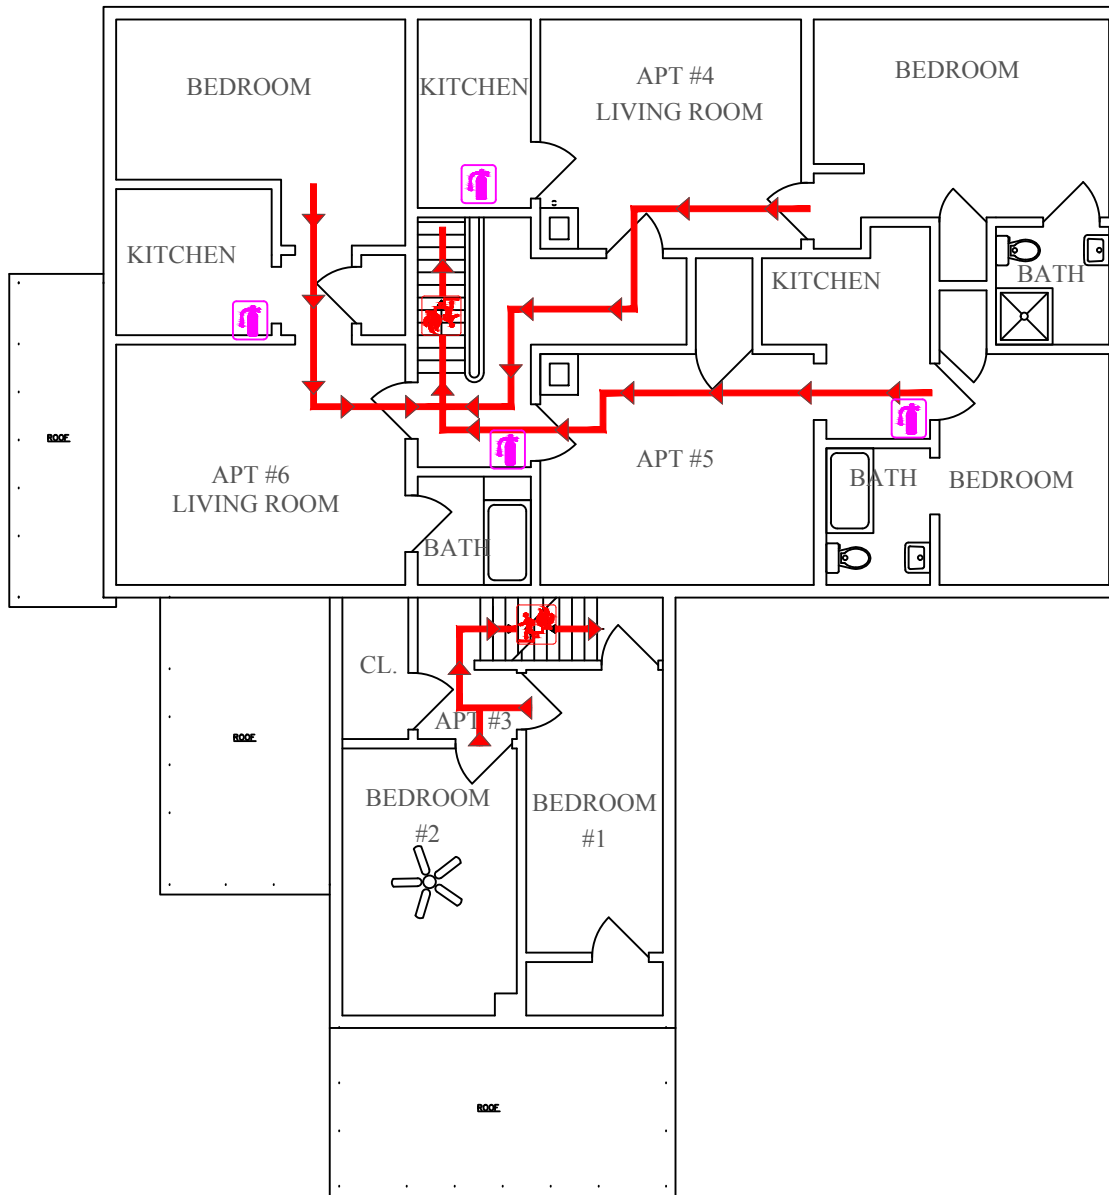 BEDROOM
KITCHEN
APT #4
LIVING ROOM
BEDROOM
KITCHEN
KITCHEN
BATH
ROOF
APT #6
LIVING ROOM
APT #5
BATH
BEDROOM
BATH
CL.
APT #3
ROOF
BEDROOM
#2
BEDROOM
#1
ROOF